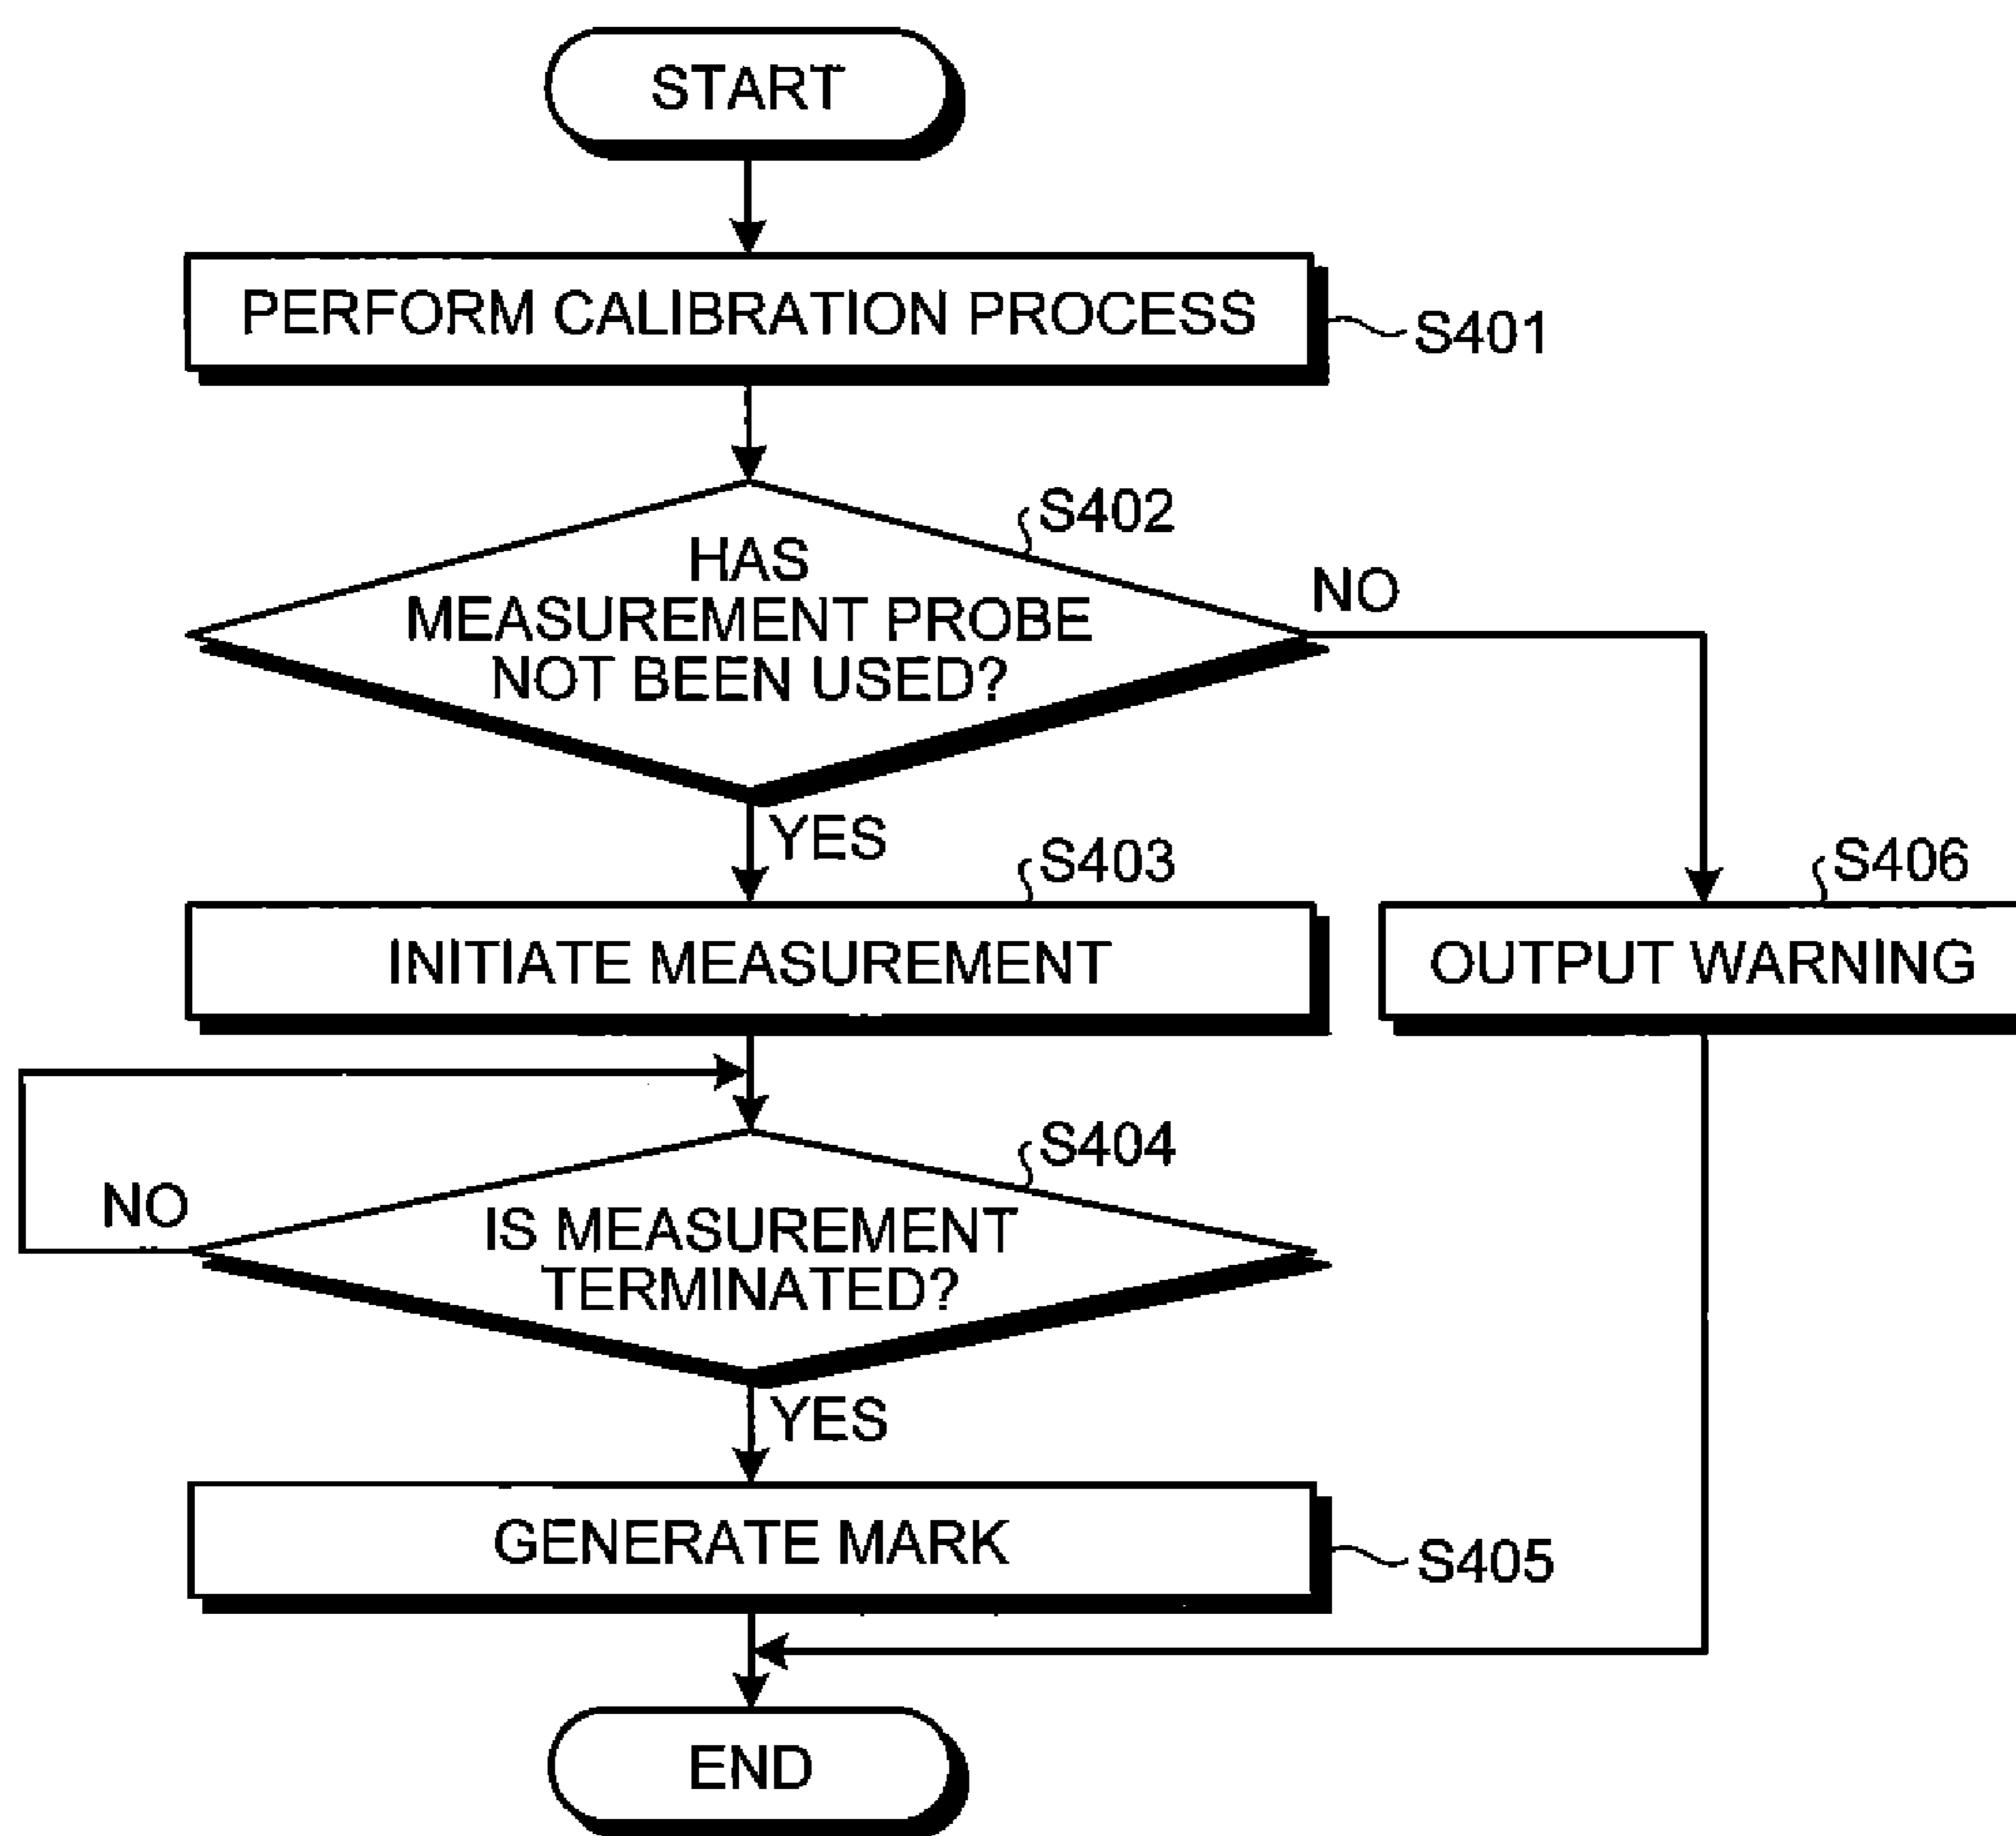 START
PERFORM CALIBRATION PROCESS
S401
S402
HAS
MEASUREMENT PROBE
NOT BEEN USED?
NO
YES
S403
INITIATE MEASUREMENT
S406
OUTPUT WARNING
S404
NO
IS MEASUREMENT
TERMINATED?
YES
GENERATE MARK
S405
END